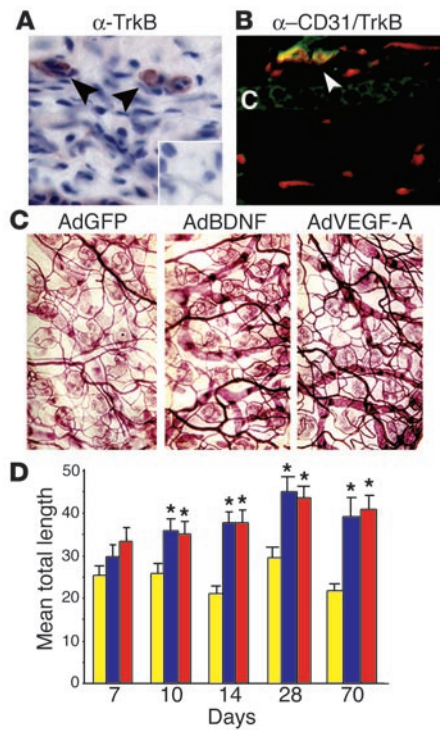 A
α-TrkB
B
α–CD31/TrkB
C
C
AdGFP
AdBDNF
AdVEGF-A
D
Mean total length
50
40
30
20
10
0
* * * * * * * *
7 10 14 28 70
Days